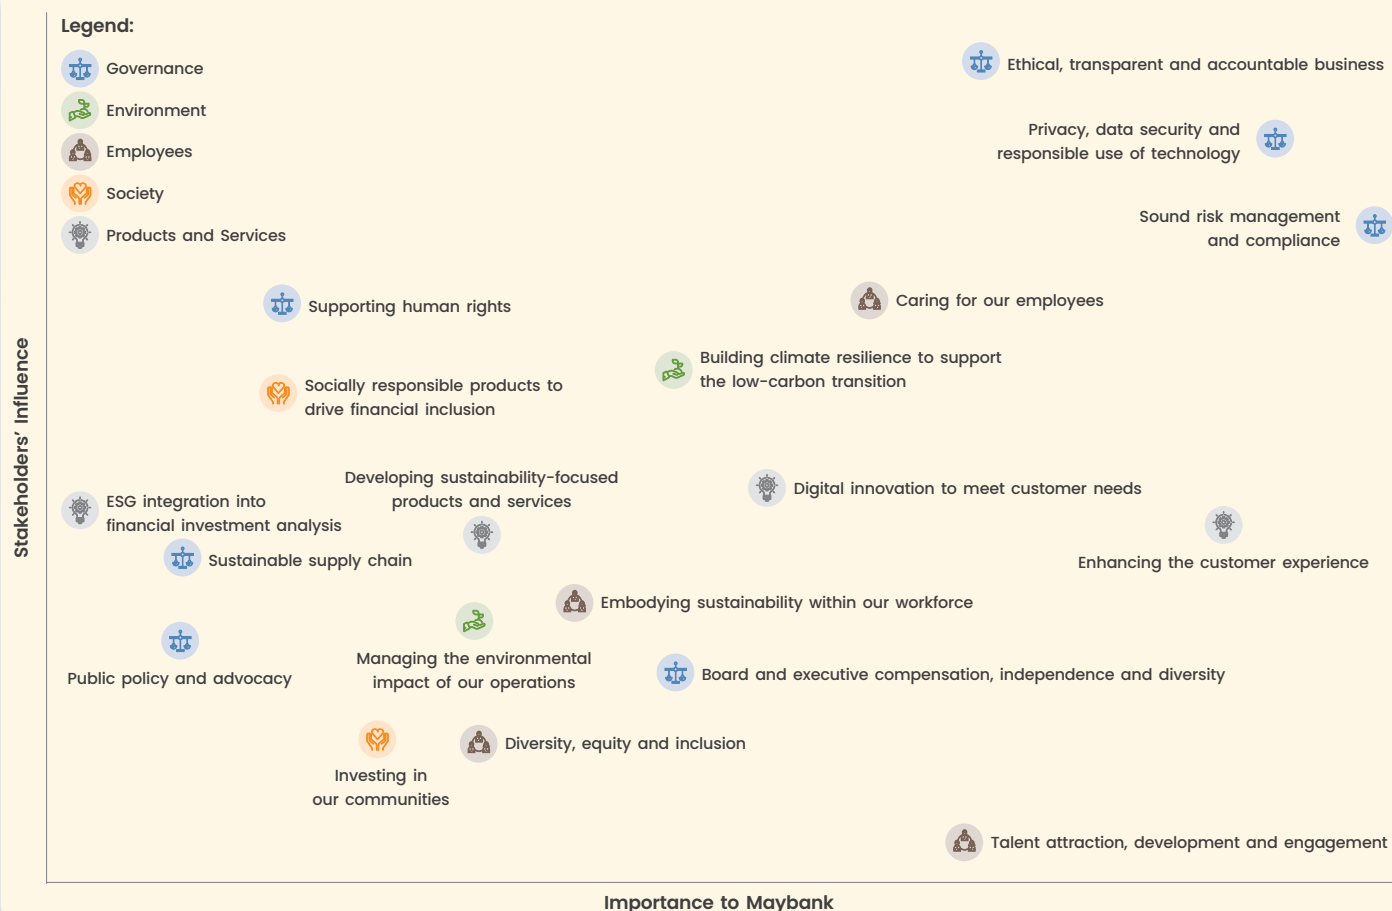 Legend:
Governance
Environment
Employees
Society
Products and Services
Ethical, transparent and accountable business
Privacy, data security and
responsible use of technology
Sound risk management
and compliance
Supporting human rights
Caring for our employees
Building climate resilience to support
the low-carbon transition
Socially responsible products to
drive financial inclusion
Developing sustainability-focused
products and services
Digital innovation to meet customer needs
ESG integration into
financial investment analysis
Enhancing the customer experience
Sustainable supply chain
Embodying sustainability within our workforce
Managing the environmental
impact of our operations
Public policy and advocacy
Board and executive compensation, independence and diversity
Diversity, equity and inclusion
Investing in
our communities
Talent attraction, development and engagement
Stakeholders' Influence
Importance to Maybank